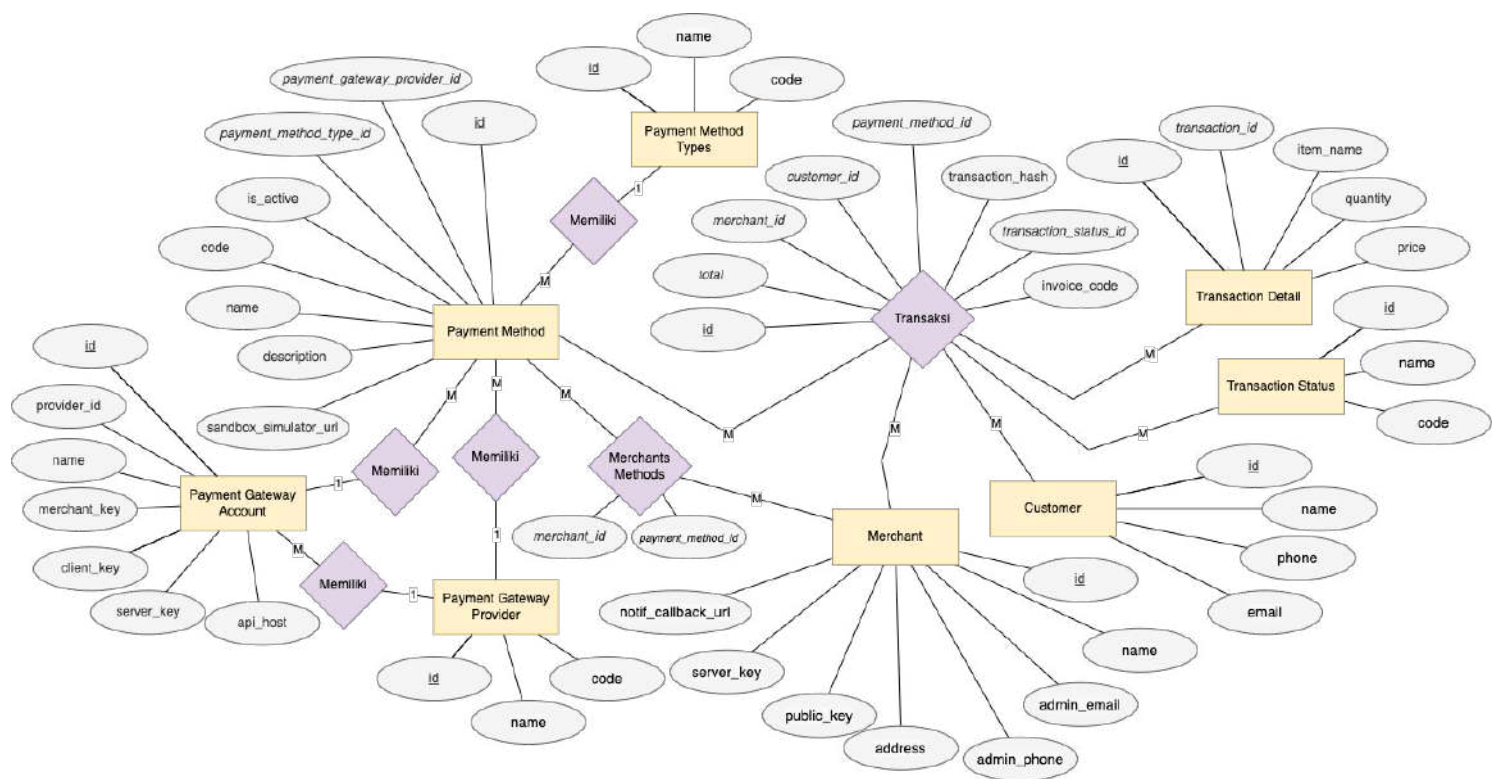 name
id
code
Payment Method
Types
payment_gateway_provider_id
id
payment_method_type_id
is_active
code
name
description
sandbox_simulator_url
Payment Method
Memiliki
1
M
payment_method_id
customer_id
transaction_hash
merchant_id
transaction_status_id
total
invoice_code
id
Transaksi
transaction_id
id
item_name
quantity
price
Transaction Detail
M
id
name
code
Transaction Status
M
M
M
M
id
provider_id
name
merchant_key
client_key
server_key
api_host
Payment Gateway
Account
M
Memiliki
1
M
Memiliki
1
M
Merchants
Methods
M
merchant_id
payment_method_id
M
Memiliki
1
Payment Gateway
Provider
id
name
code
Merchant
notif_callback_url
server_key
public_key
address
admin_phone
admin_email
name
id
Customer
id
name
phone
email